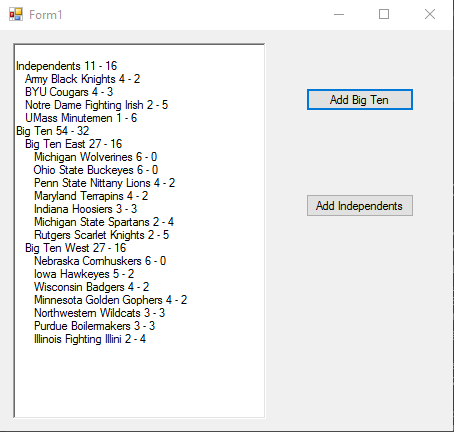 Form1
Independents 11 - 16
Army Black Knights 4 - 2
BYU Cougars 4 - 3
Notre Dame Fighting Irish 2 - 5
UMass Minutemen 1 - 6
Big Ten 54 - 32
Big Ten East 27 - 16
Michigan Wolverines 6 - 0
Ohio State Buckeyes 6 - 0
Penn State Nittany Lions 4 - 2
Maryland Terrapins 4 - 2
Indiana Hoosiers 3 - 3
Michigan State Spartans 2 - 4
Rutgers Scarlet Knights 2 - 5
Big Ten West 27 - 16
Nebraska Cornhuskers 6 - 0
Iowa Hawkeyes 5 - 2
Wisconsin Badgers 4 - 2
Minnesota Golden Gophers 4 - 2
Northwestern Wildcats 3 - 3
Purdue Boilermakers 3 - 3
Illinois Fighting Illini 2 - 4
Add Big Ten
Add Independents